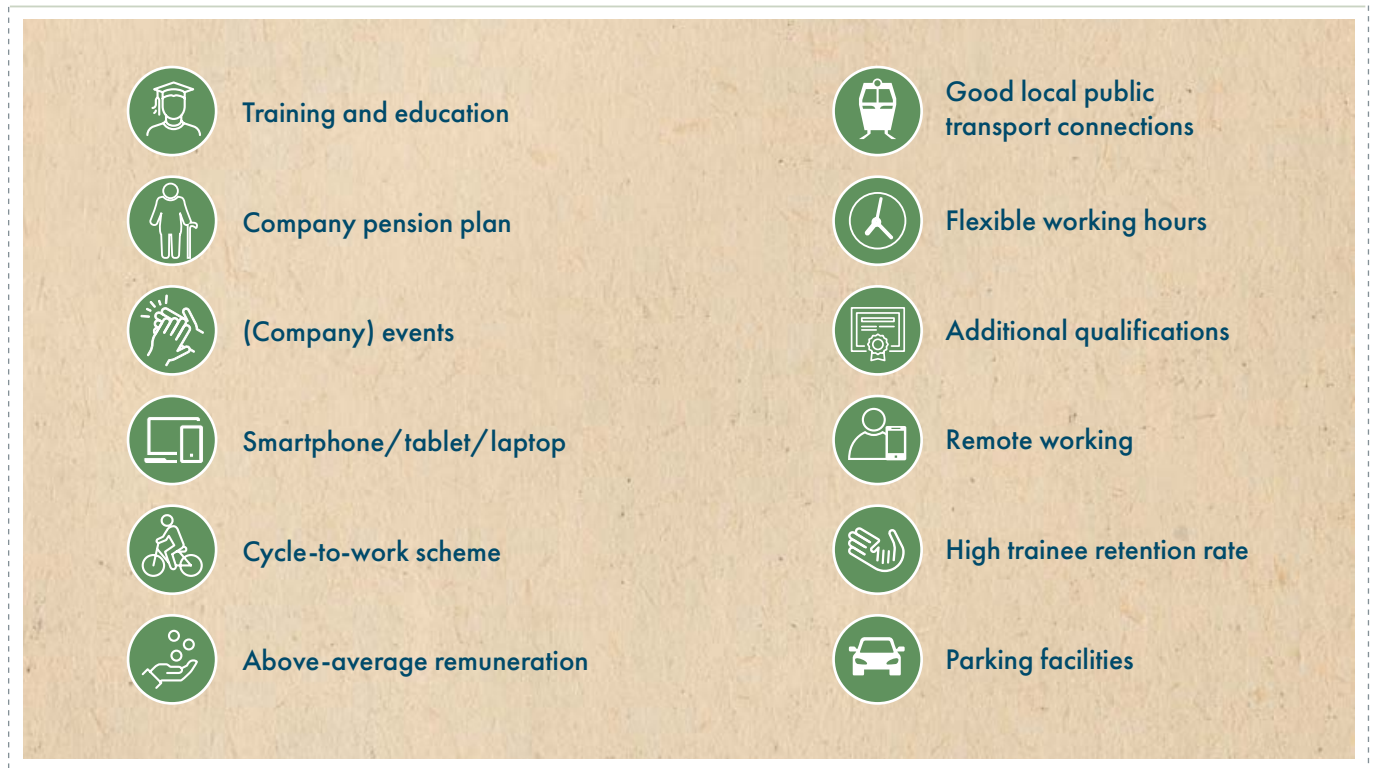 Training and education
Company pension plan
(Company) events
Smartphone/tablet/laptop
Cycle-to-work scheme
Above-average remuneration
Good local public
transport connections
Flexible working hours
Additional qualifications
Remote working
High trainee retention rate
Parking facilities